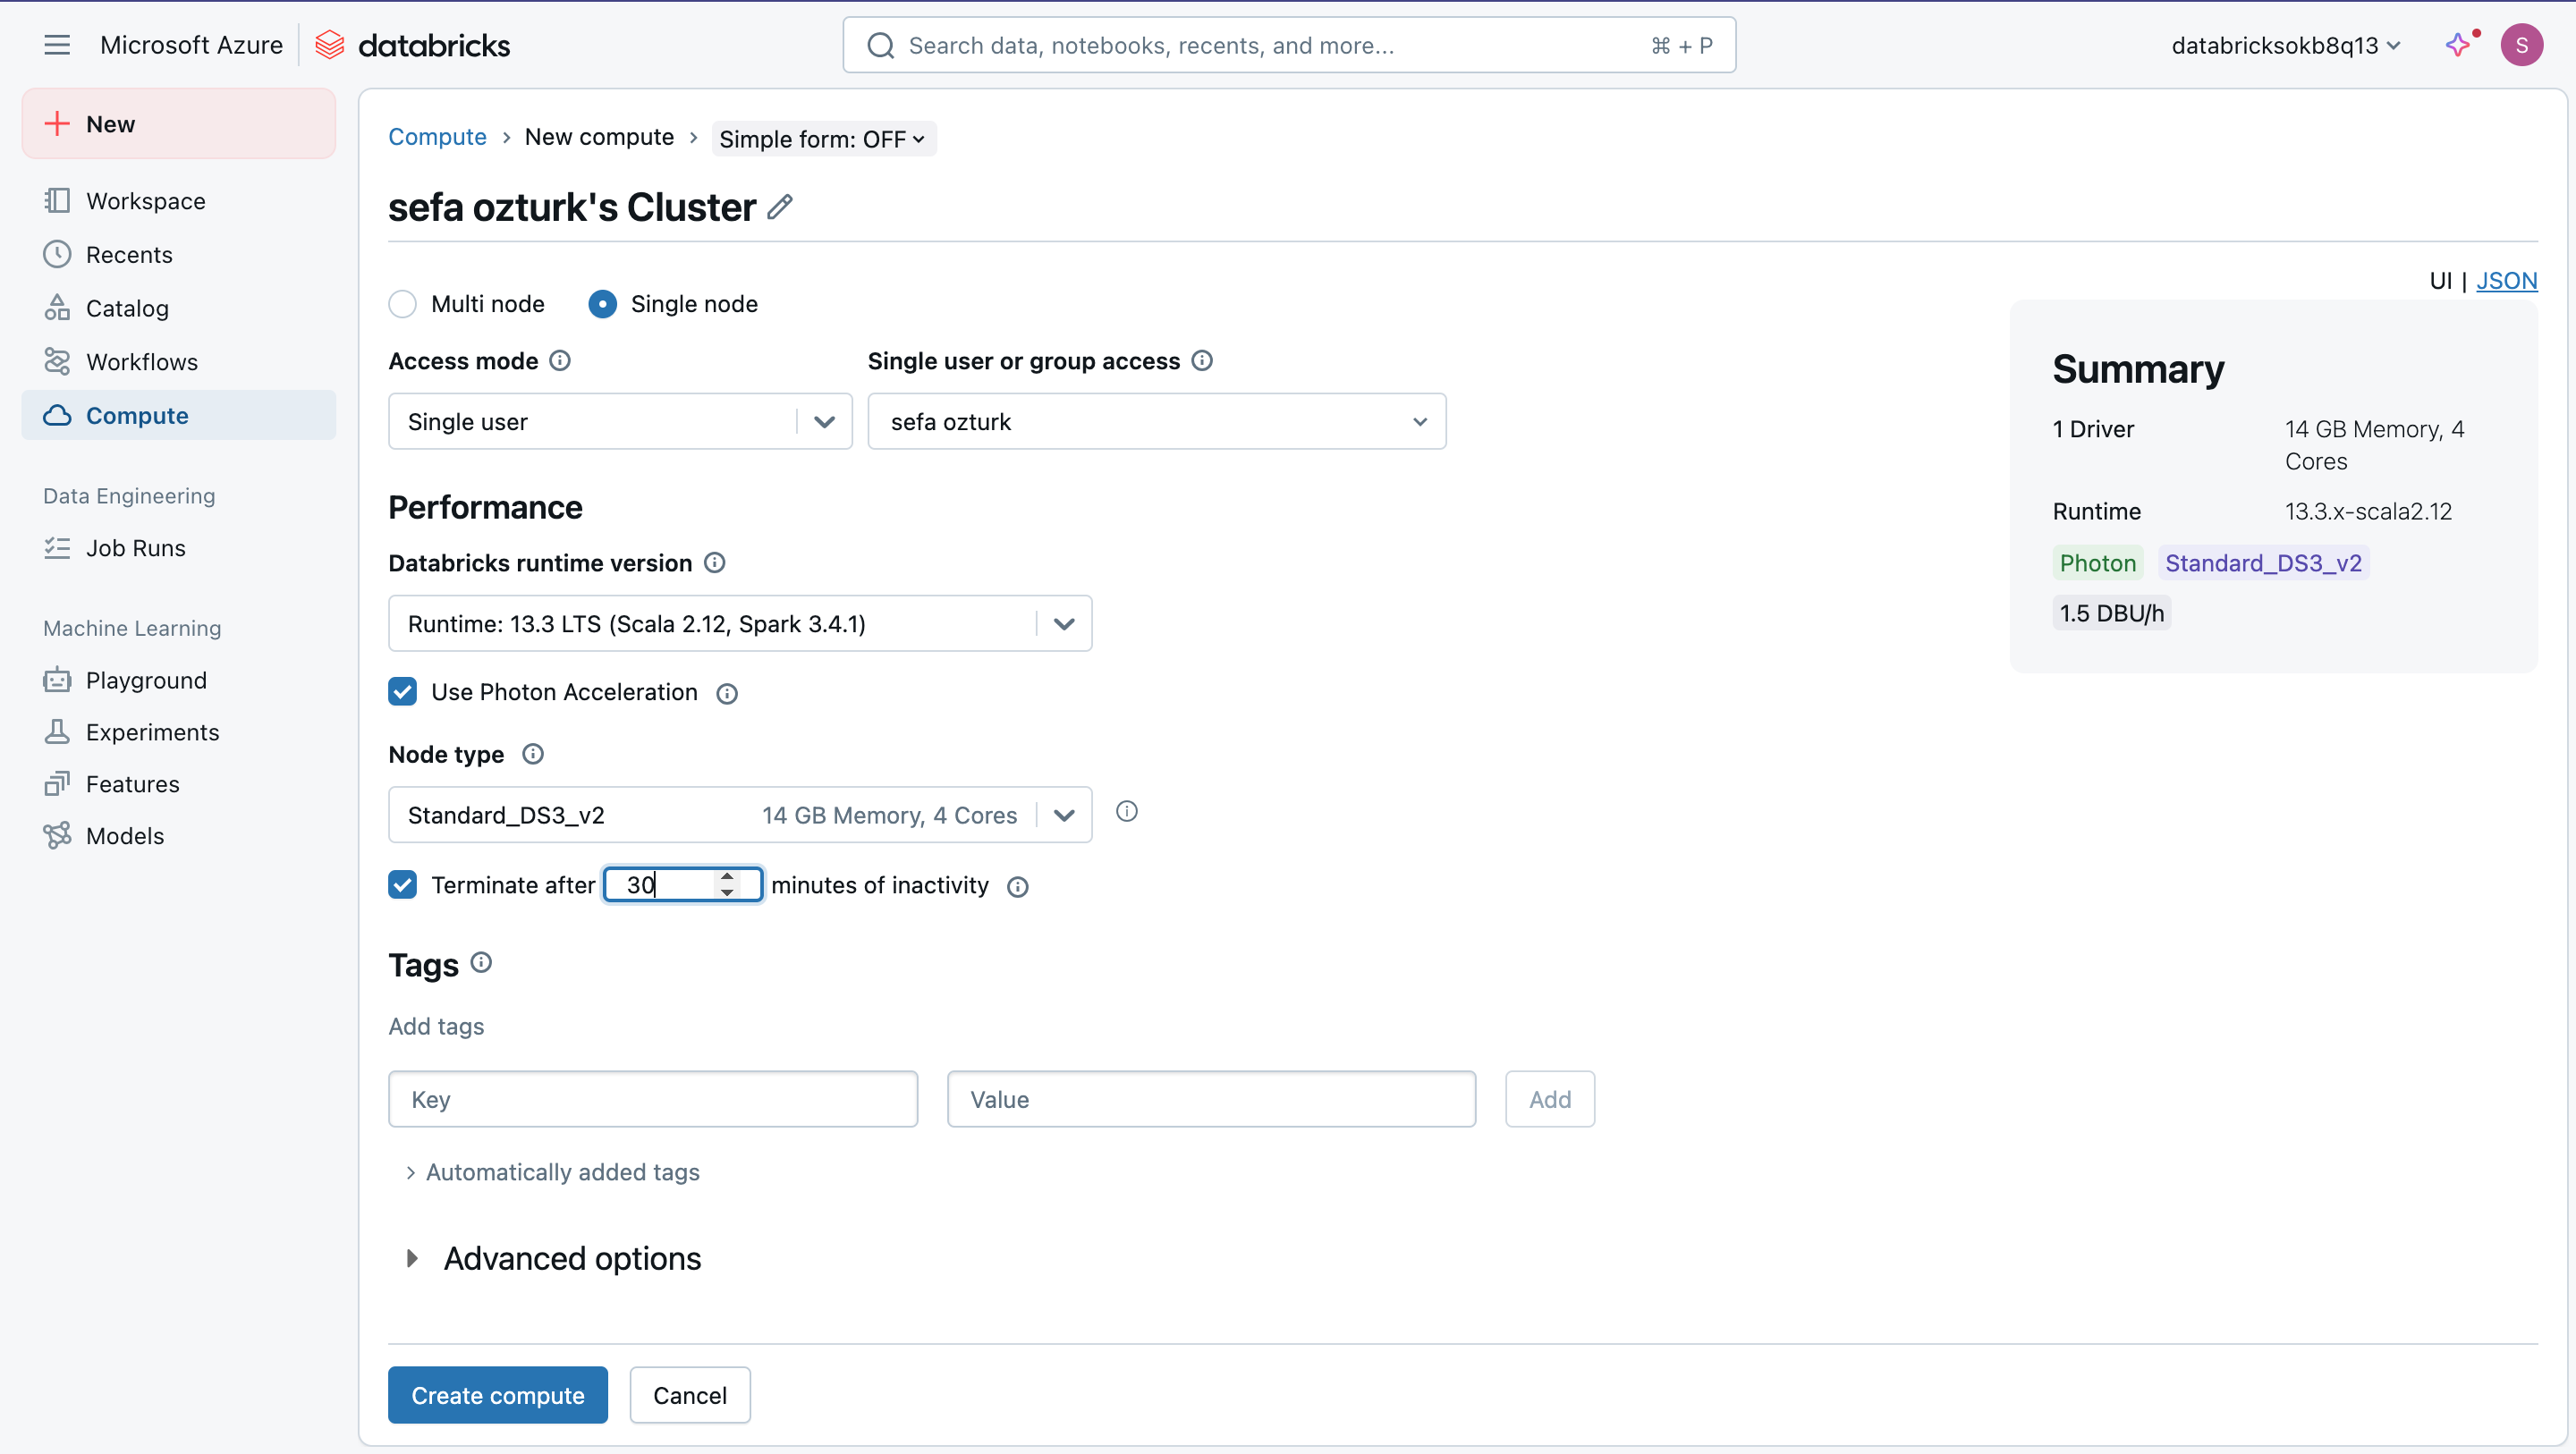 Microsoft Azure databricks
Search data, notebooks, recents, and more... ⌘ + P
databricksokb8q13
S
New
Workspace
Recents
Catalog
Workflows
Compute
Data Engineering
Job Runs
Machine Learning
Playground
Experiments
Features
Models
Compute › New compute › Simple form: OFF
sefa ozturk's Cluster
UI | JSON
Multi node Single node
Access mode
Single user or group access
Single user
sefa ozturk
Performance
Databricks runtime version
Runtime: 13.3 LTS (Scala 2.12, Spark 3.4.1)
Use Photon Acceleration
Node type
Standard_DS3_v2 14 GB Memory, 4 Cores
Terminate after 30 minutes of inactivity
Tags
Add tags
Key
Value
Add
Automatically added tags
Advanced options
Create compute
Cancel
Summary
1 Driver 14 GB Memory, 4
Cores
Runtime 13.3.x-scala2.12
Photon Standard_DS3_v2
1.5 DBU/h